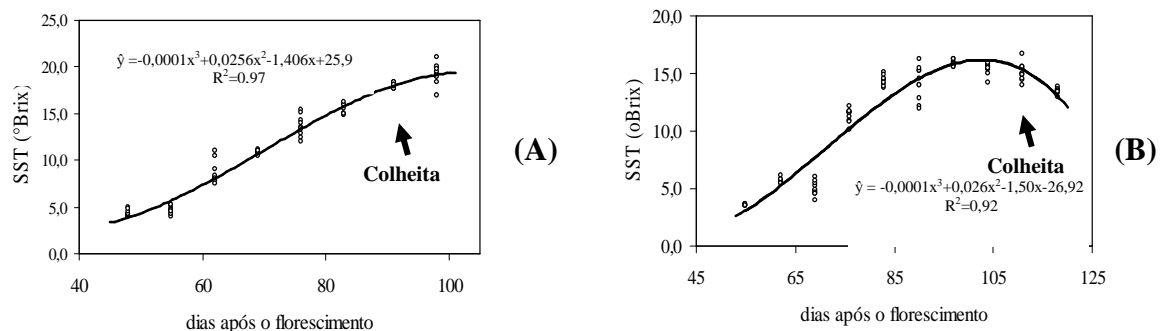 25,0
20,0
15,0
10,0
5,0
0,0
SST (°Brix)
ŷ =-0,0001x³+0,0256x²-1,406x+25,9
R²=0.97
Colheita
40 60 80 100
dias após o florescimento
(A)
20,0
15,0
10,0
5,0
0,0
SST (oBrix)
Colheita
ŷ = -0,0001x³+0,026x²-1,50x-26,92
R²=0,92
45 65 85 105 125
dias após o florescimento
(B)